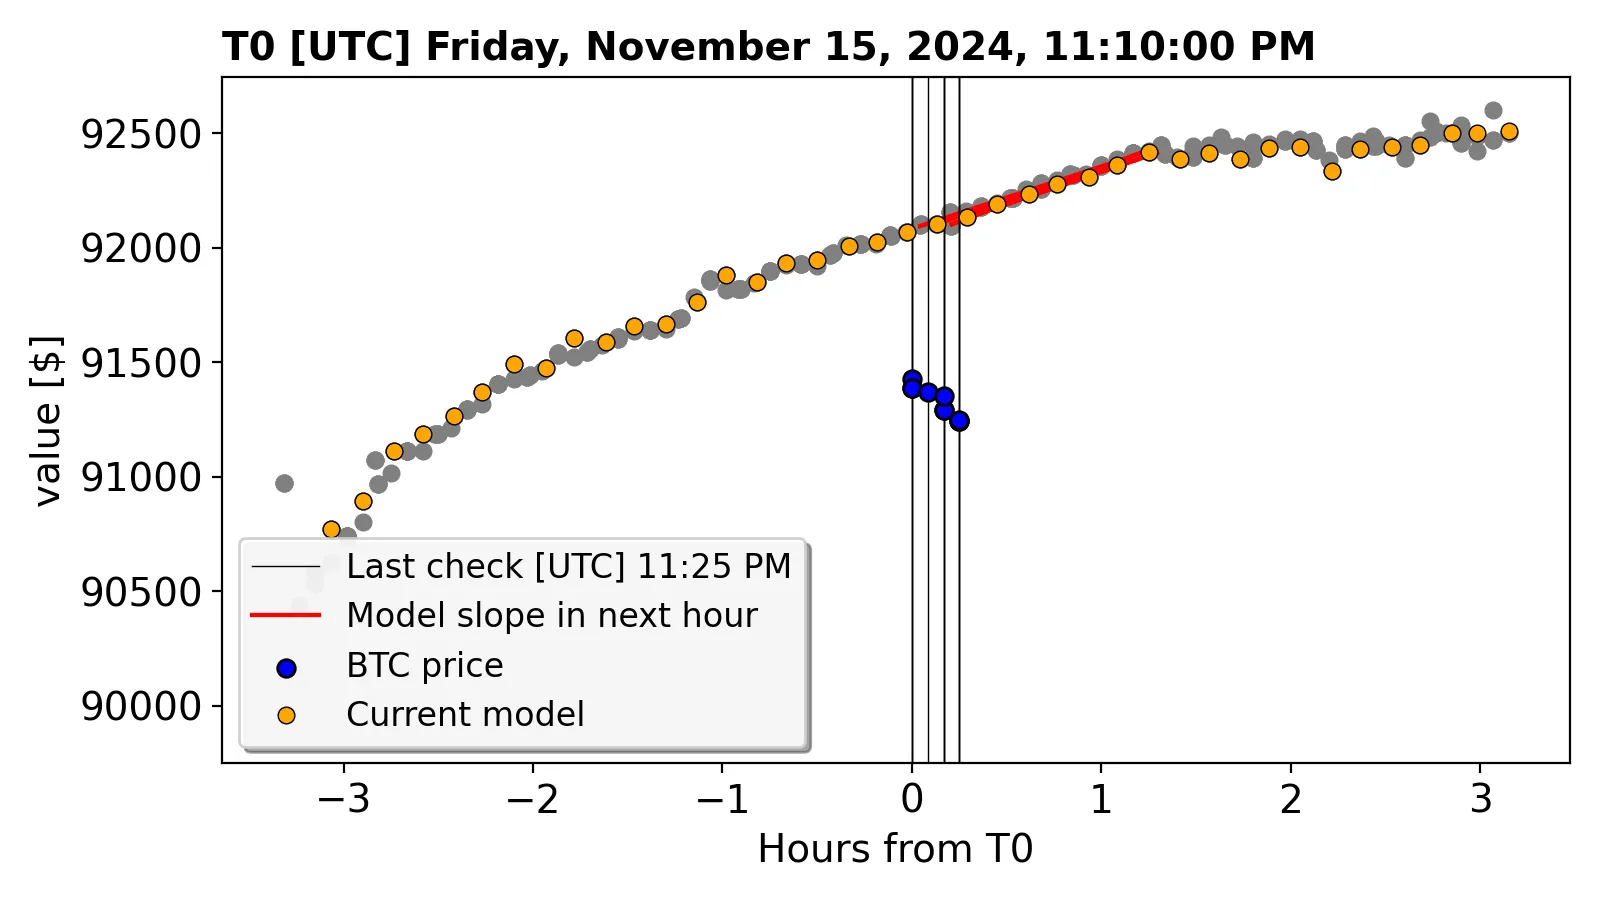 T0 [UTC] Friday, November 15, 2024, 11:10:00 PM
92500
92000
91500
91000
90500
90000
value [$]
Last check [UTC] 11:25 PM
Model slope in next hour
BTC price
Current model
−3 −2 −1 0 1 2 3
Hours from T0